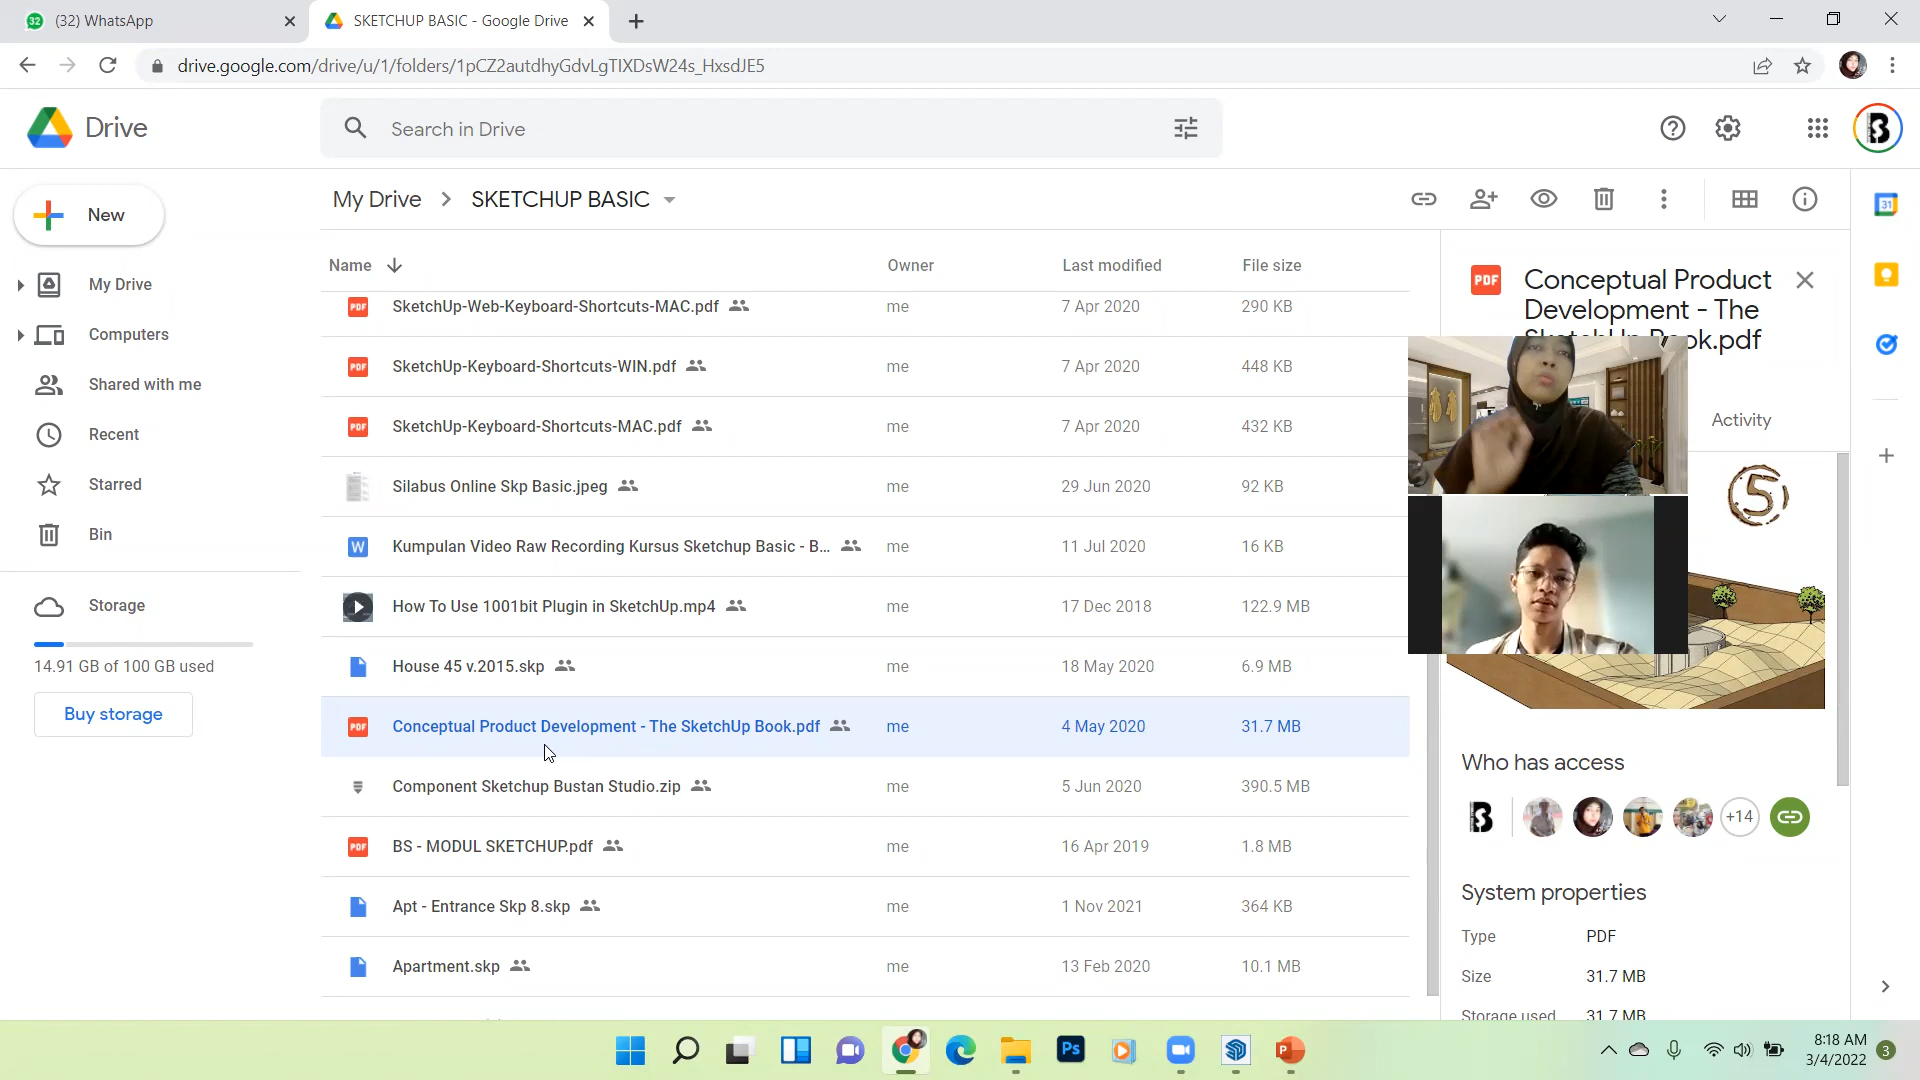 (32) WhatsApp
SKETCHUP BASIC - Google Drive
drive.google.com/drive/u/1/folders/1pCZ2autdhyGdvLgTIXDsW24s_HxsdJE5
Drive
Search in Drive
New
My Drive
Computers
Shared with me
Recent
Starred
Bin
Storage
14.91 GB of 100 GB used
Buy storage
My Drive SKETCHUP BASIC
Name Owner Last modified File size
SketchUp-Web-Keyboard-Shortcuts-MAC.pdf me 7 Apr 2020 290 KB
SketchUp-Keyboard-Shortcuts-WIN.pdf me 7 Apr 2020 448 KB
SketchUp-Keyboard-Shortcuts-MAC.pdf me 7 Apr 2020 432 KB
Silabus Online Skp Basic.jpeg me 29 Jun 2020 92 KB
Kumpulan Video Raw Recording Kursus Sketchup Basic - B... me 11 Jul 2020 16 KB
How To Use 1001bit Plugin in SketchUp.mp4 me 17 Dec 2018 122.9 MB
House 45 v.2015.skp me 18 May 2020 6.9 MB
Conceptual Product Development - The SketchUp Book.pdf me 4 May 2020 31.7 MB
Component Sketchup Bustan Studio.zip me 5 Jun 2020 390.5 MB
BS - MODUL SKETCHUP.pdf me 16 Apr 2019 1.8 MB
Apt - Entrance Skp 8.skp me 1 Nov 2021 364 KB
Apartment.skp me 13 Feb 2020 10.1 MB
PDF
Conceptual Product
Development - The
SketchUp Book.pdf
Activity
5
Who has access
+14
System properties
Type PDF
Size 31.7 MB
Storage used 31.7 MB
8:18 AM
3/4/2022
3